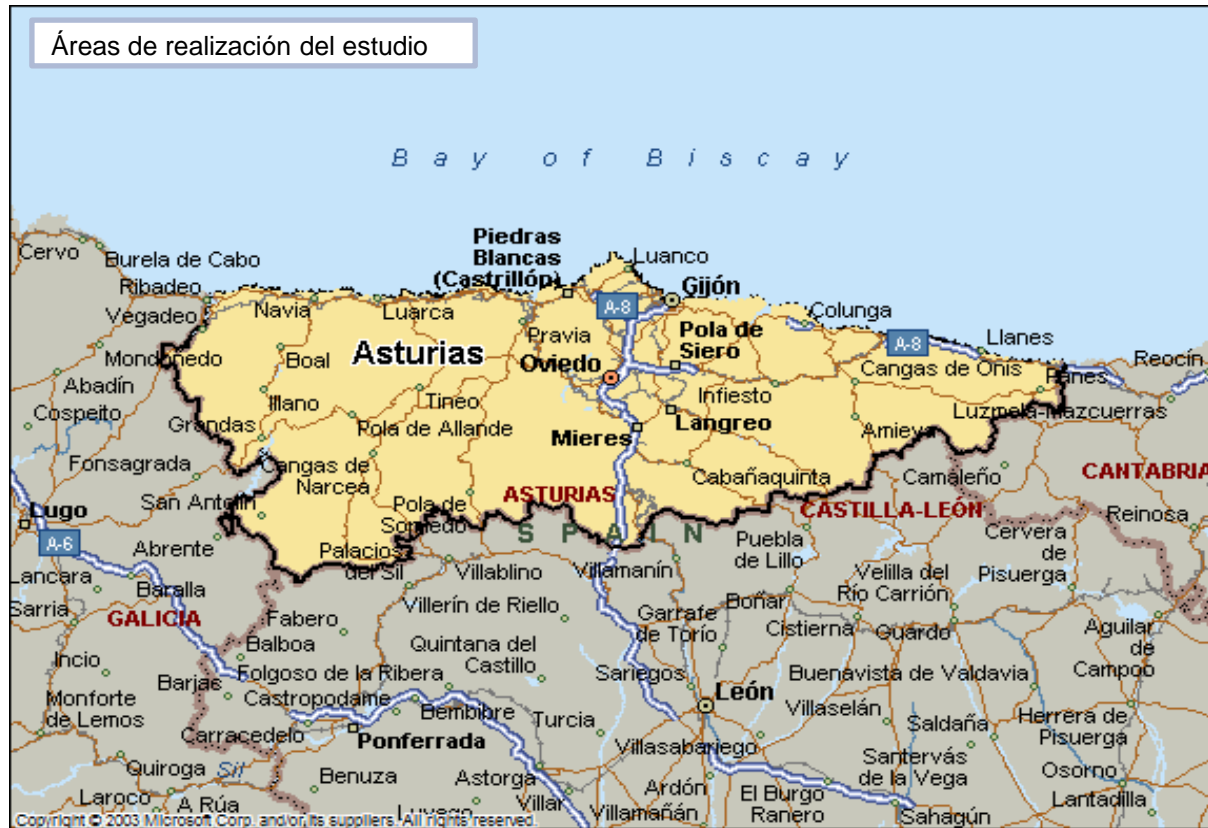 Áreas de realización del estudio
Bay of Biscay
Cervo
Burela de Cabo
Ribadeo
Vegadeo
Mondoñedo
Abadín
Cospeito
Navia
Luarca
Piedras
Blancas
(Castrillón)
Luanco
Gijón
A-8
Pravia
Boal
Asturias
Oviedo
Pola de
Siero
Colunga
A-8
Llanes
Reocín
Cangas de Onis
Panes
Infiesto
Illano
Tineo
Grandas
Pola de Allande
Langreo
Mieres
Luzmela-mazcuerras
Amieva
Fonsagrada
Cangas de
Narcea
Cabañaquinta
Camaleño
CANTABRIA
San Antolín
Pola de
Somiedo
ASTURIAS
CASTILLA-LEÓN
Lugo
A-6
Abrente
SPAIN
Puebla
de Lillo
Cervera
de
Pisuerga
Reinosa
Palacios
del Sil
Villablino
Villamanín
Lancara
Baralla
Sarria
GALICIA
Velilla del
Río Carrión
Villerín de Riello
Garrafe
de Torío
Boñar
Cistierna
Guardo
Aguilar
de
Campoo
Fabero
Balboa
Quintana del
Castillo
Incio
Barjas
Folgoso de la Ribera
Sariegos
Buenavista de Valdavia
Monforte
de Lemos
Castropodame
Bembibre
León
Villaselán
Turcia
Saldaña
Herrera de
Pisuerga
Carracedelo
Ponferrada
Villasabariego
Quiroga
Sil
Benuza
Astorga
Santervás
de la Vega
Osorno
Laroco
A Rúa
Luyego
Villar
Ardón
Villamañán
El Burgo
Ranero
Sahagún
Lantadilla
Copyright © 2003 Microsoft Corp. and/or its suppliers. All rights reserved.